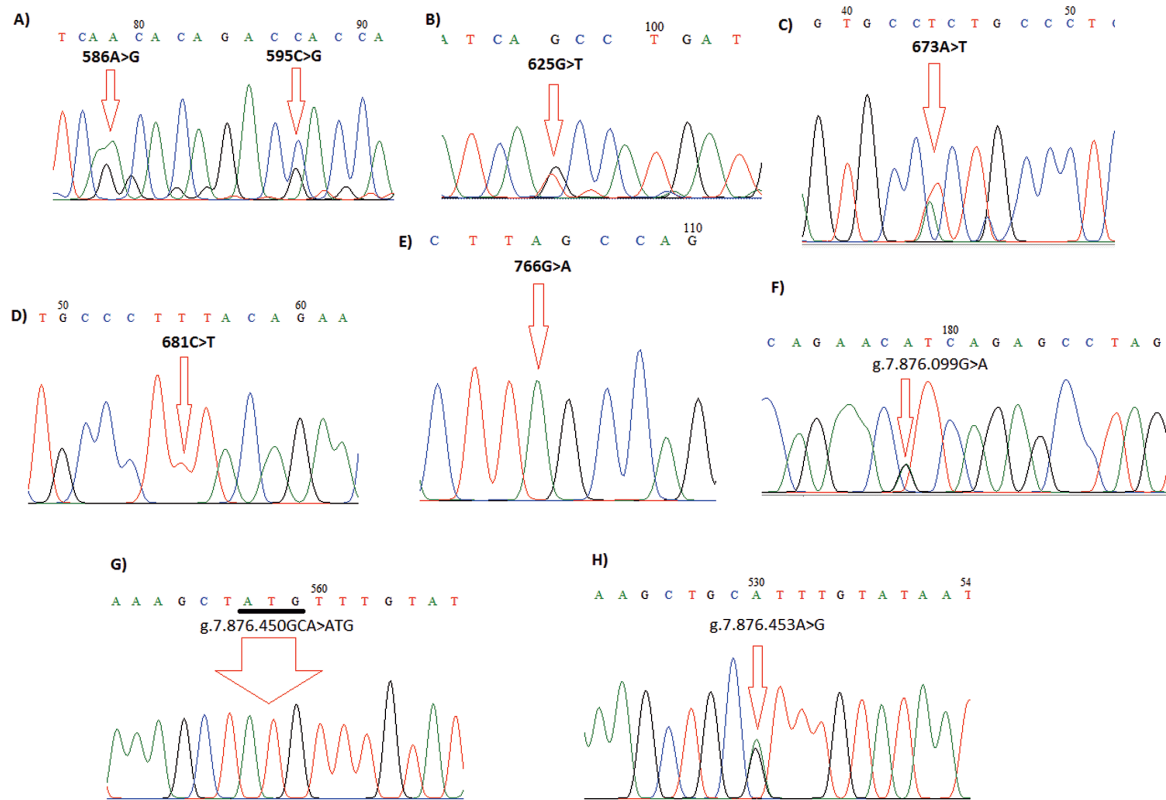 A)
80 90
T C A A C A C A G A C C A C C A
586A>G 595C>G
B)
100
A T C A G C C T G A T
625G>T
C)
40 50
G T G C C T C T G C C C T C
673A>T
D)
50 60
T G C C C T T T A C A G A A
681C>T
E)
110
C T T A G C C A G
766G>A
F)
180
C A G A A C A T C A G A G C C T A G
g.7.876.099G>A
G)
560
A A A G C T A T G T T T G T A T
g.7.876.450GCA>ATG
H)
530 54
A A G C T G C A T T T G T A T A A T
g.7.876.453A>G